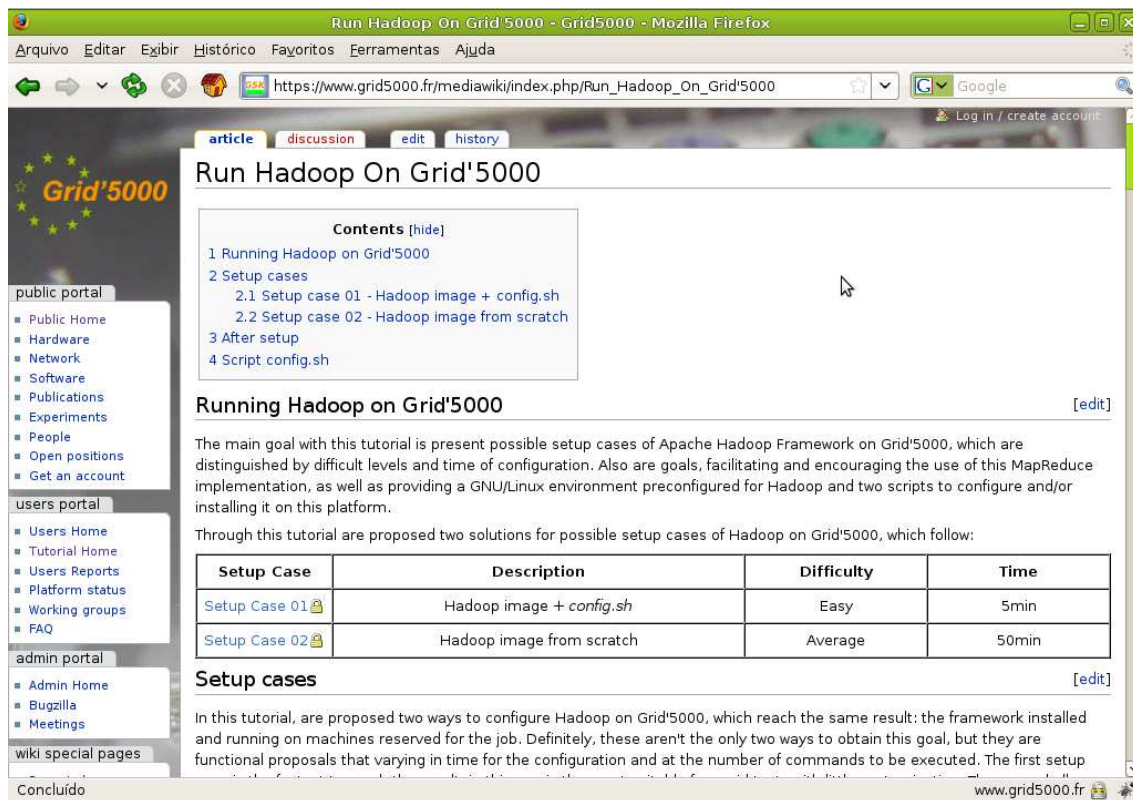 Run Hadoop On Grid'5000 - Grid5000 - Mozilla Firefox
Arquivo Editar Exibir Histórico Favoritos Ferramentas Ajuda
https://www.grid5000.fr/mediawiki/index.php/Run_Hadoop_On_Grid'5000
G Google
Log in / create account
article discussion edit history
Grid'5000
Run Hadoop On Grid'5000
Contents [hide]
1 Running Hadoop on Grid'5000
2 Setup cases
2.1 Setup case 01 - Hadoop image + config.sh
2.2 Setup case 02 - Hadoop image from scratch
3 After setup
4 Script config.sh
public portal
Public Home
Hardware
Network
Software
Publications
Experiments
People
Open positions
Get an account
users portal
Users Home
Tutorial Home
Users Reports
Platform status
Working groups
FAQ
admin portal
Admin Home
Bugzilla
Meetings
wiki special pages
Running Hadoop on Grid'5000 [edit]
The main goal with this tutorial is present possible setup cases of Apache Hadoop Framework on Grid'5000, which are
distinguished by difficult levels and time of configuration. Also are goals, facilitating and encouraging the use of this MapReduce
implementation, as well as providing a GNU/Linux environment preconfigured for Hadoop and two scripts to configure and/or
installing it on this platform.
Through this tutorial are proposed two solutions for possible setup cases of Hadoop on Grid'5000, which follow:
Setup Case Description Difficulty Time
Setup Case 01 Hadoop image + config.sh Easy 5min
Setup Case 02 Hadoop image from scratch Average 50min
Setup cases [edit]
In this tutorial, are proposed two ways to configure Hadoop on Grid'5000, which reach the same result: the framework installed
and running on machines reserved for the job. Definitely, these aren't the only two ways to obtain this goal, but they are
functional proposals that varying in time for the configuration and at the number of commands to be executed. The first setup
Concluído
www.grid5000.fr